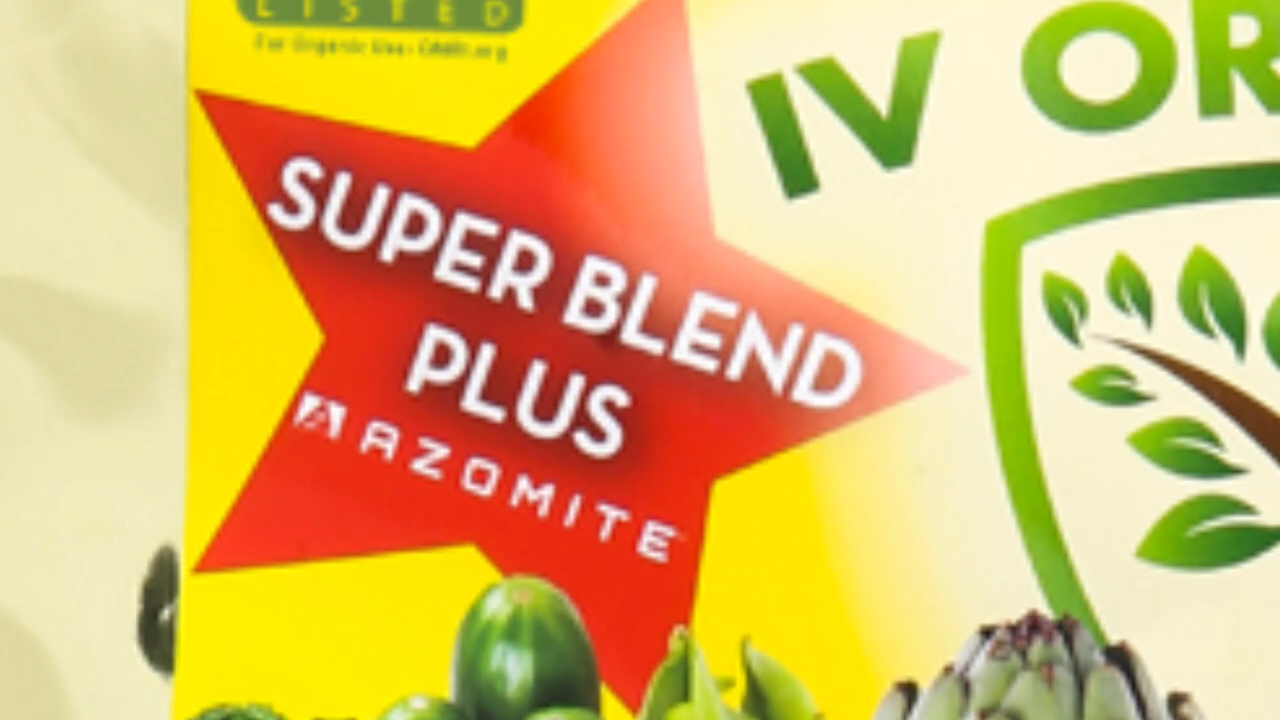 LISTED
For Organic Use · OMRI.org
IV OR
SUPER BLEND
PLUS
AZOMITE